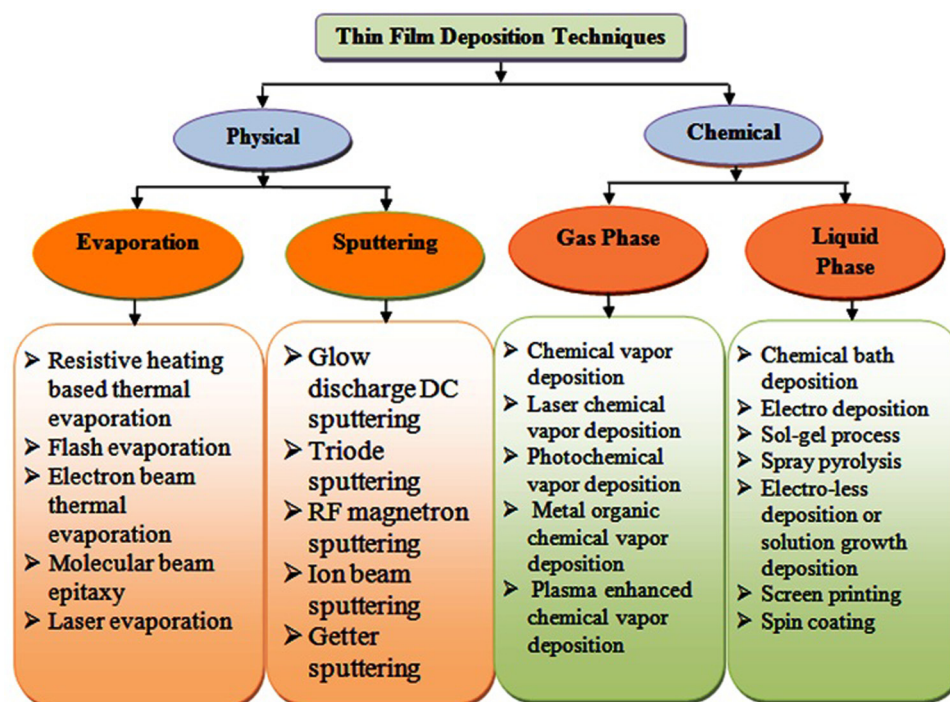 Thin Film Deposition Techniques
Physical
Chemical
Evaporation
Sputtering
Gas Phase
Liquid
Phase
➢ Resistive heating
based thermal
evaporation
➢ Flash evaporation
➢ Electron beam
thermal
evaporation
➢ Molecular beam
epitaxy
➢ Laser evaporation
➢ Glow
discharge DC
sputtering
➢ Triode
sputtering
➢ RF magnetron
sputtering
➢ Ion beam
sputtering
➢ Getter
sputtering
➢ Chemical vapor
deposition
➢ Laser chemical
vapor deposition
➢ Photochemical
vapor deposition
➢ Metal organic
chemical vapor
deposition
➢ Plasma enhanced
chemical vapor
deposition
➢ Chemical bath
deposition
➢ Electro deposition
➢ Sol-gel process
➢ Spray pyrolysis
➢ Electro-less
deposition or
solution growth
deposition
➢ Screen printing
➢ Spin coating